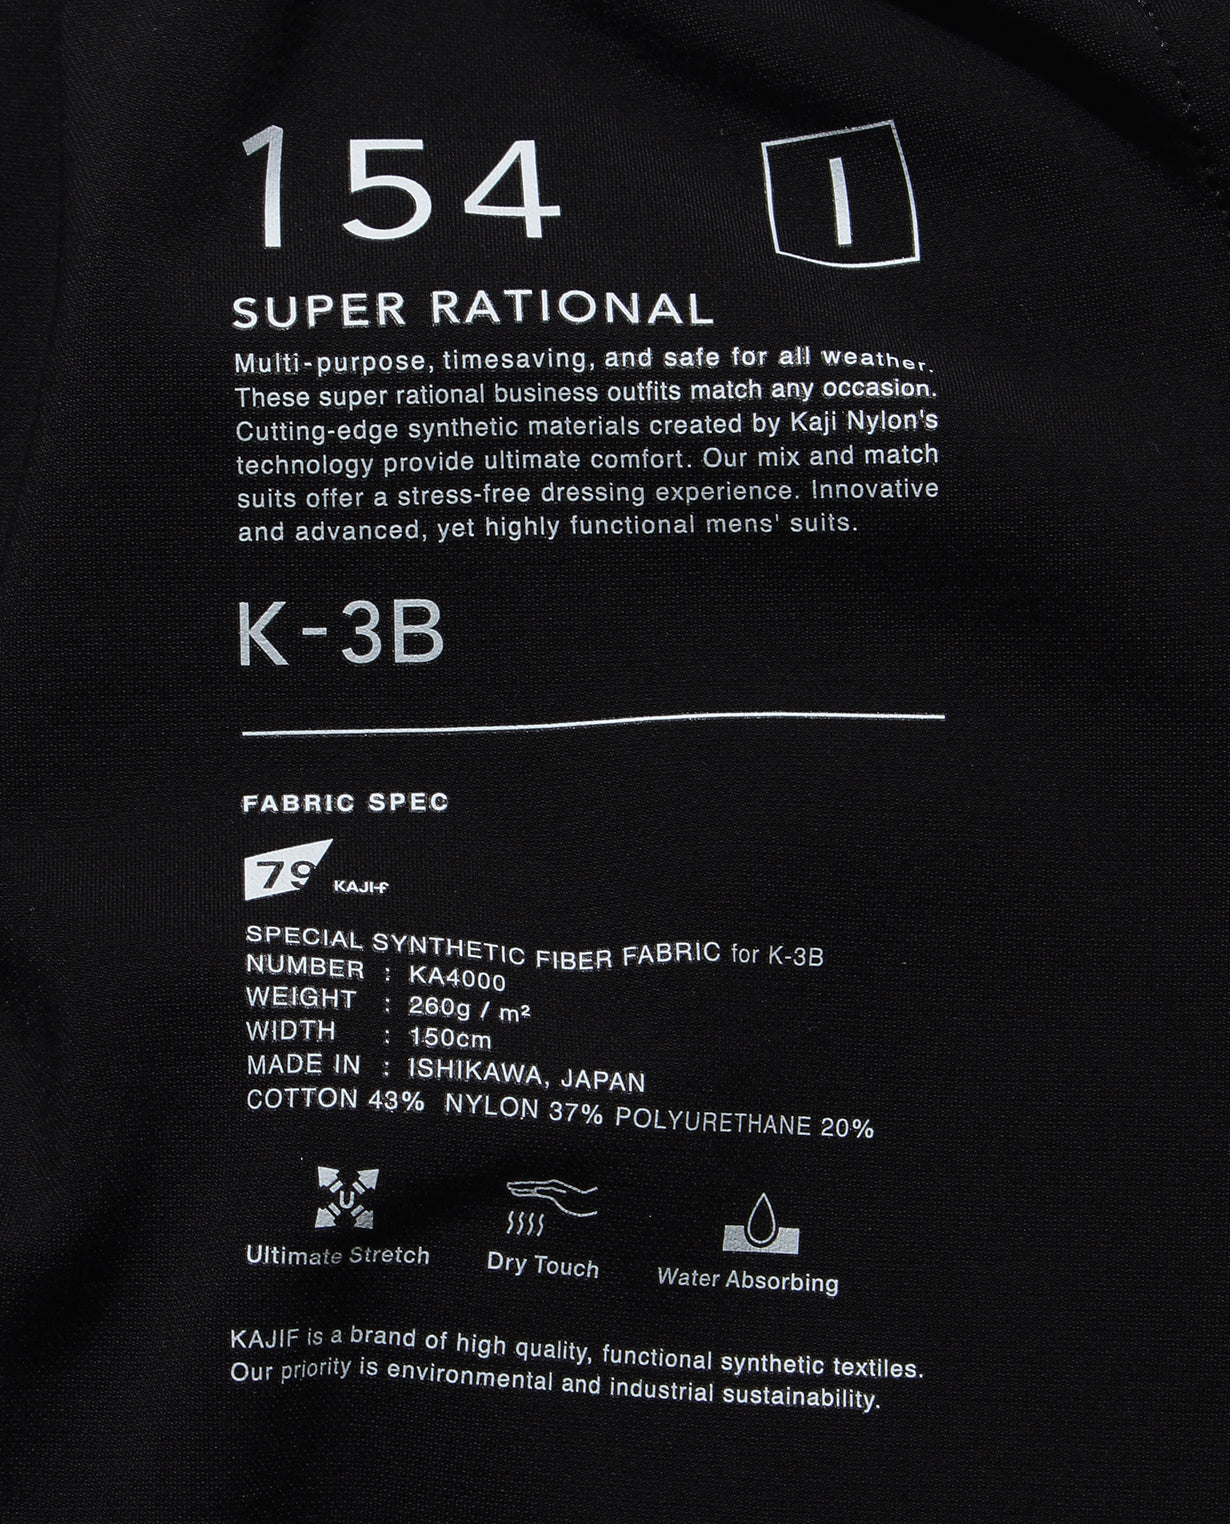 154
I
SUPER RATIONAL
Multi-purpose, timesaving, and safe for all weather.
These super rational business outfits match any occasion.
Cutting-edge synthetic materials created by Kaji Nylon's
technology provide ultimate comfort. Our mix and match
suits offer a stress-free dressing experience. Innovative
and advanced, yet highly functional mens' suits.
K-3B
FABRIC SPEC
79 KAJIF
SPECIAL SYNTHETIC FIBER FABRIC for K-3B
NUMBER : KA4000
WEIGHT : 260g / m²
WIDTH : 150cm
MADE IN : ISHIKAWA, JAPAN
COTTON 43% NYLON 37% POLYURETHANE 20%
U
Ultimate Stretch Dry Touch Water Absorbing
KAJIF is a brand of high quality, functional synthetic textiles.
Our priority is environmental and industrial sustainability.